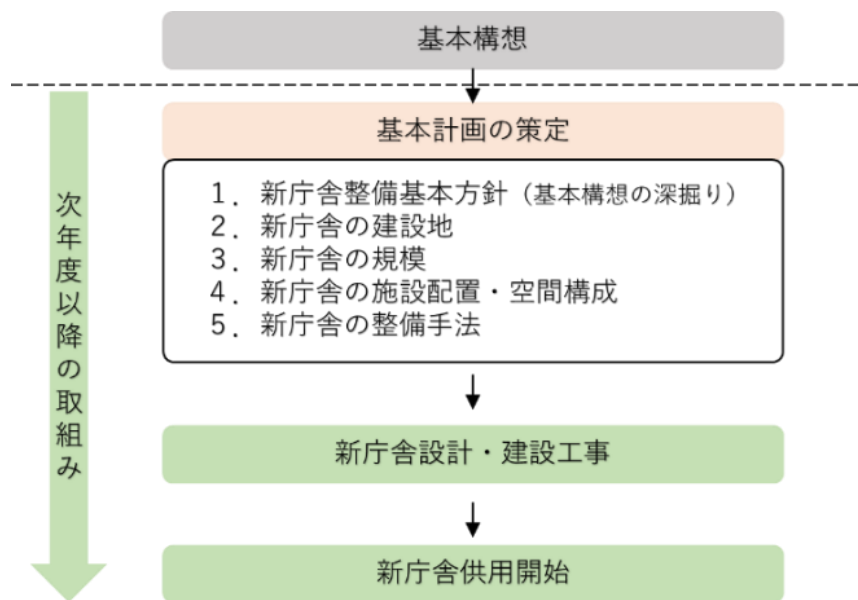 基本構想
基本計画の策定
1．新庁舎整備基本方針（基本構想の深掘り）
2．新庁舎の建設地
3．新庁舎の規模
4．新庁舎の施設配置・空間構成
5．新庁舎の整備手法
次年度以降の取組み
新庁舎設計・建設工事
新庁舎供用開始